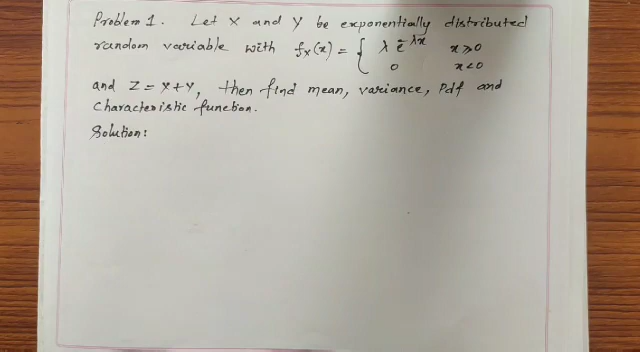 Problem 1. Let X and Y be exponentially distributed
random variable with fx(x) = { λ e^-λx x≥0
0 x<0
and Z = X+Y, then find mean, variance, Pdf and
characteristic function.
Solution: